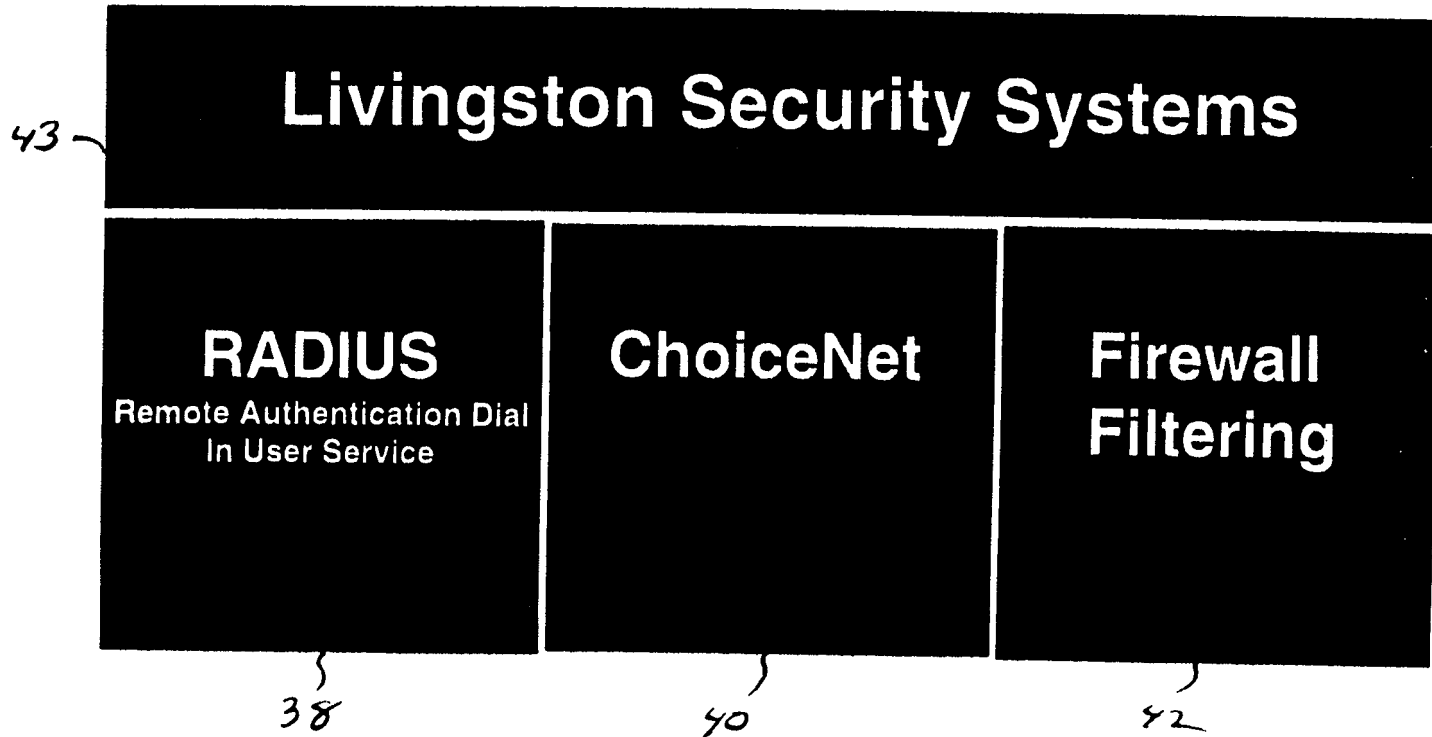 Livingston Security Systems
43
RADIUS
Remote Authentication Dial
In User Service
ChoiceNet
Firewall
Filtering
38
40
42